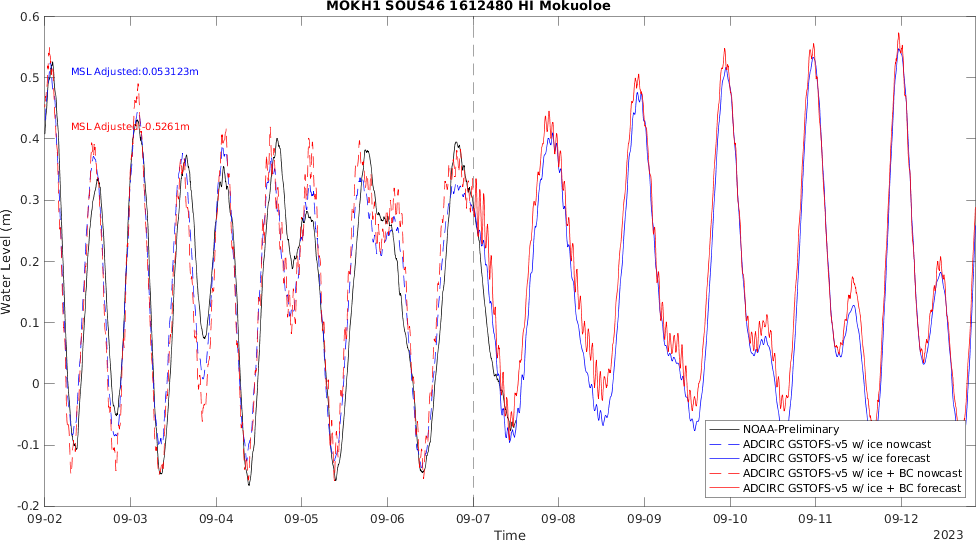 MOKH1 SOUS46 1612480 HI Mokuoloe
0.6
0.5
0.4
0.3
0.2
0.1
0
-0.1
-0.2
Water Level (m)
MSL Adjusted:0.053123m
MSL Adjusted:-0.5261m
NOAA-Preliminary
ADCIRC GSTOFS-v5 w/ ice nowcast
ADCIRC GSTOFS-v5 w/ ice forecast
ADCIRC GSTOFS-v5 w/ ice + BC nowcast
ADCIRC GSTOFS-v5 w/ ice + BC forecast
09-02 09-03 09-04 09-05 09-06 09-07 09-08 09-09 09-10 09-11 09-12
Time
2023